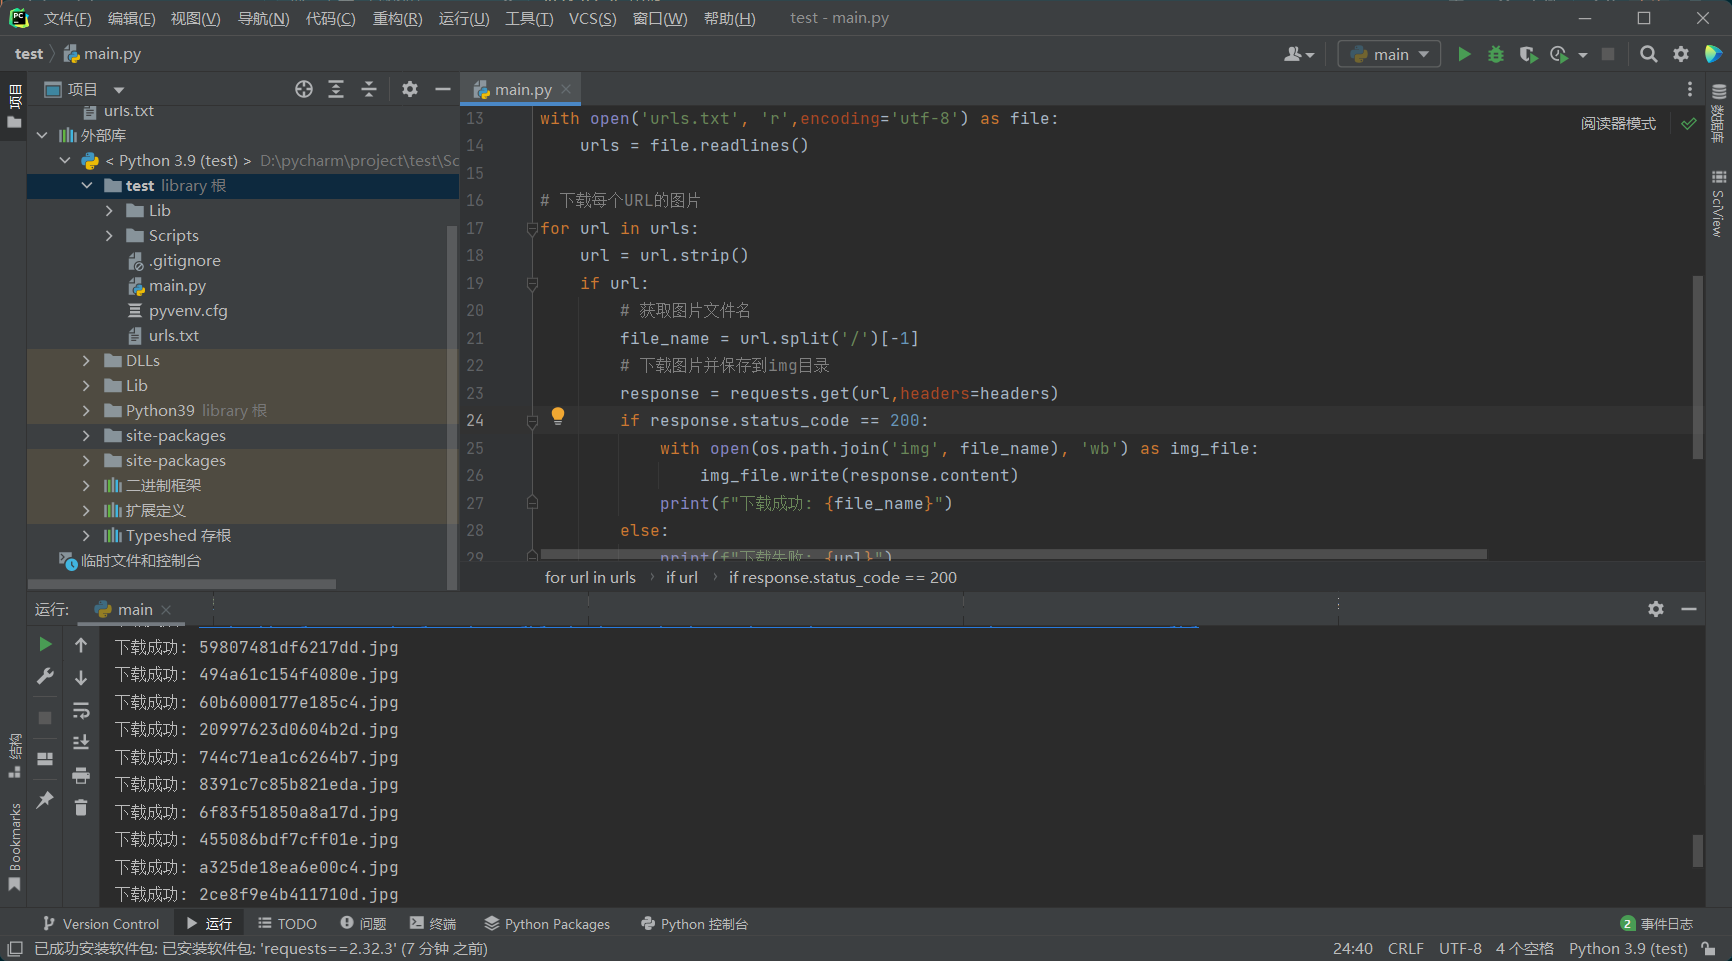 文件(F) 编辑(E) 视图(V) 导航(N) 代码(C) 重构(R) 运行(U) 工具(T) VCS(S) 窗口(W) 帮助(H) test - main.py
test main.py
main
项目
项目
main.py
urls.txt
外部库
< Python 3.9 (test) > D:\pycharm\project\test\Sc
test library 根
Lib
Scripts
.gitignore
main.py
pyvenv.cfg
urls.txt
DLLs
Lib
Python39 library 根
site-packages
site-packages
二进制框架
扩展定义
Typeshed 存根
临时文件和控制台
13 with open('urls.txt', 'r',encoding='utf-8') as file:
14 urls = file.readlines()
15
16 # 下载每个URL的图片
17 for url in urls:
18 url = url.strip()
19 if url:
20 # 获取图片文件名
21 file_name = url.split('/')[-1]
22 # 下载图片并保存到img目录
23 response = requests.get(url,headers=headers)
24 if response.status_code == 200:
25 with open(os.path.join('img', file_name), 'wb') as img_file:
26 img_file.write(response.content)
27 print(f"下载成功: {file_name}")
28 else:
29 print(f"下载失败: {url}")
阅读器模式
数据库
SciView
for url in urls › if url › if response.status_code == 200
运行: main
下载成功: 59807481df6217dd.jpg
下载成功: 494a61c154f4080e.jpg
下载成功: 60b6000177e185c4.jpg
下载成功: 20997623d0604b2d.jpg
下载成功: 744c71ea1c6264b7.jpg
下载成功: 8391c7c85b821eda.jpg
下载成功: 6f83f51850a8a17d.jpg
下载成功: 455086bdf7cff01e.jpg
下载成功: a325de18ea6e00c4.jpg
下载成功: 2ce8f9e4b411710d.jpg
结构
Bookmarks
Version Control 运行 TODO 问题 终端 Python Packages Python 控制台 2 事件日志
已成功安装软件包: 已安装软件包: 'requests==2.32.3' (7 分钟 之前) 24:40 CRLF UTF-8 4 个空格 Python 3.9 (test)